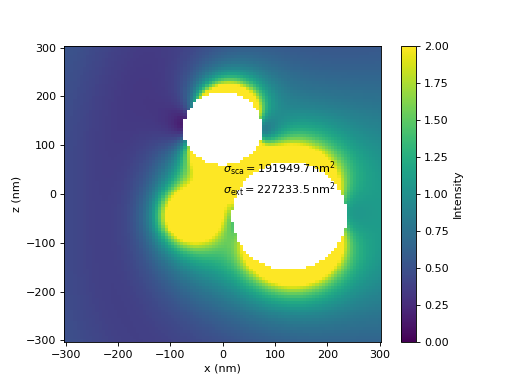 300
200
100
0
−100
−200
−300
z (nm)
σsca = 191949.7 nm²
σext = 227233.5 nm²
−300 −200 −100 0 100 200 300
x (nm)
2.00
1.75
1.50
1.25
1.00
0.75
0.50
0.25
0.00
Intensity